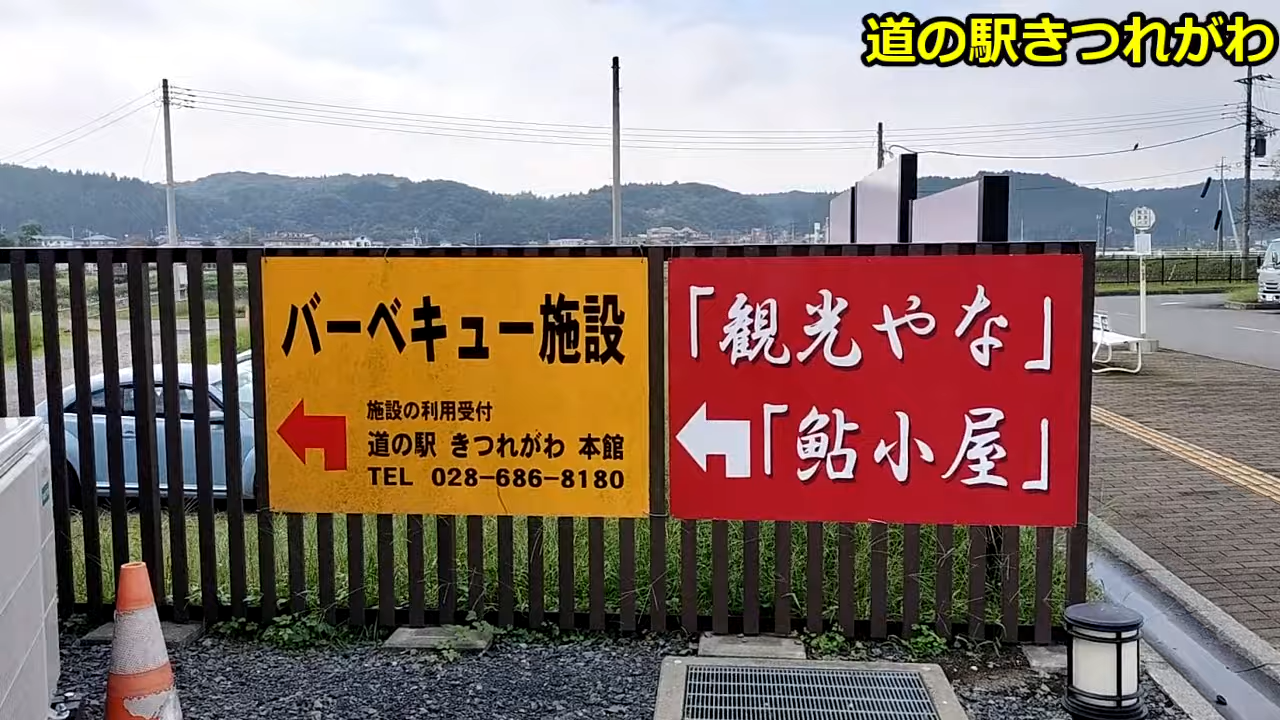 道の駅きつれがわ
バーベキュー施設
施設の利用受付
道の駅 きつれがわ 本館
TEL 028-686-8180
「観光やな」
「鮎小屋」